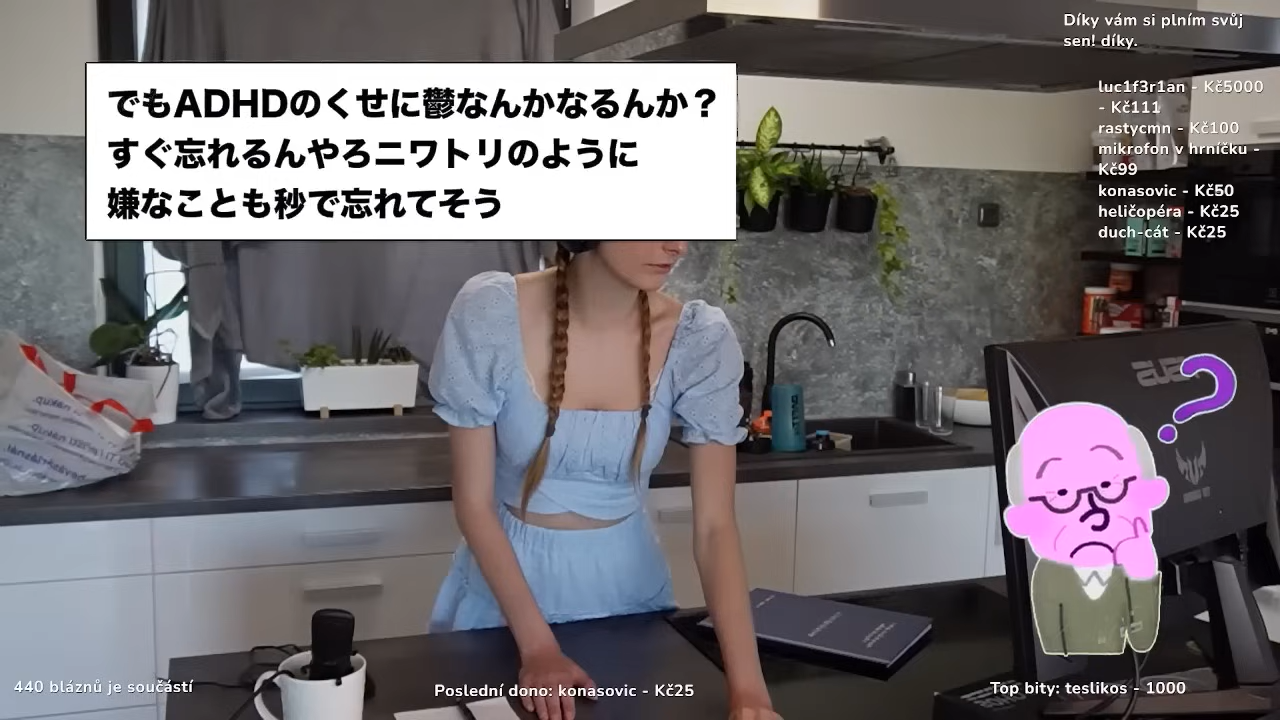 でもADHDのくせに鬱なんかなるんか？
すぐ忘れるんやろニワトリのように
嫌なことも秒で忘れてそう
Díky vám si plním svůj
sen! díky.
luc1f3r1an - Kč5000
- Kč111
rastycmn - Kč100
mikrofon v hrníčku -
Kč99
konasovic - Kč50
heličopéra - Kč25
duch-cát - Kč25
?
440 bláznů je součástí
Poslední dono: konasovic - Kč25
Top bity: teslikos - 1000